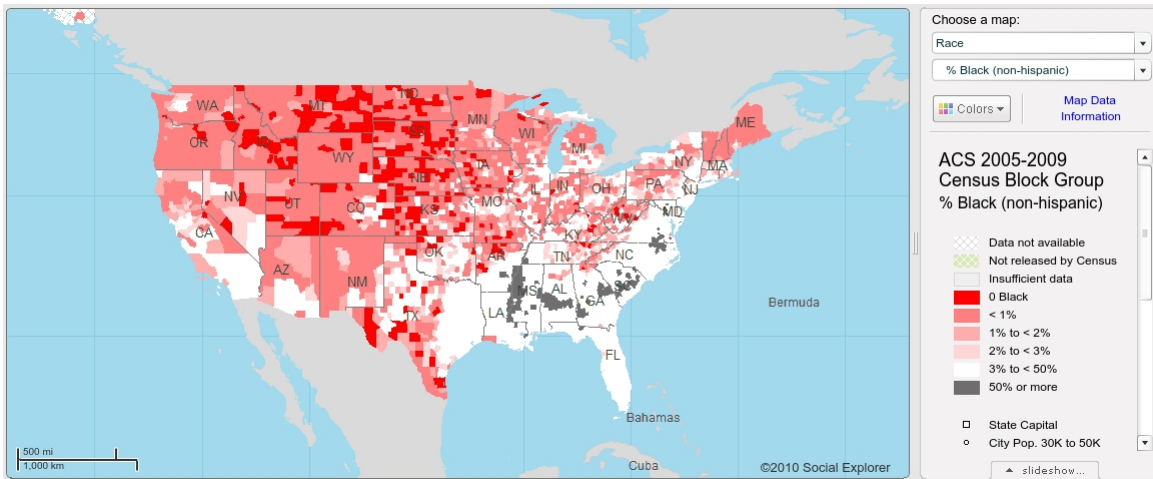 Choose a map:
Race
% Black (non-hispanic)
Colors
Map Data
Information
ACS 2005-2009
Census Block Group
% Black (non-hispanic)
Data not available
Not released by Census
Insufficient data
0 Black
< 1%
1% to < 2%
2% to < 3%
3% to < 50%
50% or more
State Capital
City Pop. 30K to 50K
slideshow...
WA
MT
ND
MN
OR
WI
ME
WY
MI
NY
MA
IA
NE
PA
NV
UT
CO
IL
IN
OH
NJ
KS
MO
WV
MD
CA
KY
AZ
NM
OK
AR
TN
NC
MS
AL
GA
SC
TX
LA
FL
Bermuda
Bahamas
Cuba
500 mi
1,000 km
©2010 Social Explorer